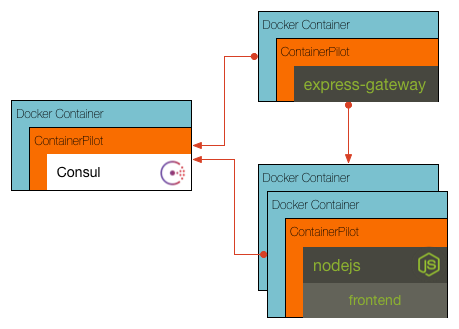 Docker Container
ContainerPilot
express-gateway
Docker Container
ContainerPilot
Consul
Docker Container
Docker Container
ContainerPilot
nodejs
JS
frontend